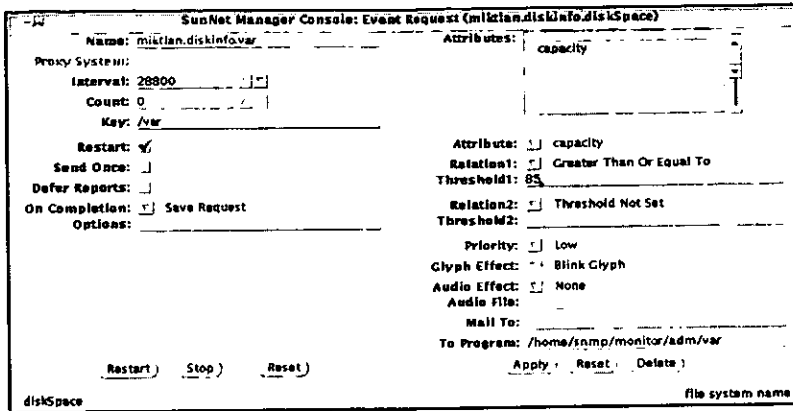 SunNet Manager Console: Event Request (miktlan.diskinfo.diskSpace)
Name: miktlan.diskinfo.var
Proxy System:
Interval: 28800
Count: 0
Key: /var
Restart:
Send Once:
Defer Reports:
On Completion: Save Request
Options:
Restart Stop Reset
diskSpace
Attributes:
capacity
Attribute: capacity
Relation1: Greater Than Or Equal To
Threshold1: 85
Relation2: Threshold Not Set
Threshold2:
Priority: Low
Glyph Effect: Blink Glyph
Audio Effect: None
Audio File:
Mail To:
To Program: /home/snmp/monitor/adm/var
Apply Reset Delete
file system name